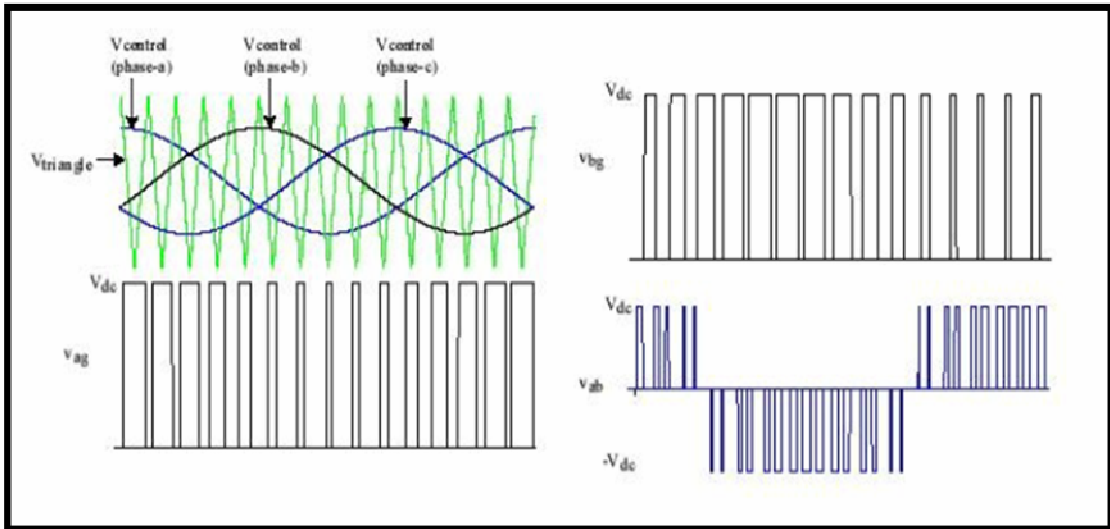 Vcontrol Vcontrol Vcontrol
(phase-a) (phase-b) (phase-c)
Vtriangle
Vdc
vag
Vdc
vbg
Vdc
vab
-Vdc